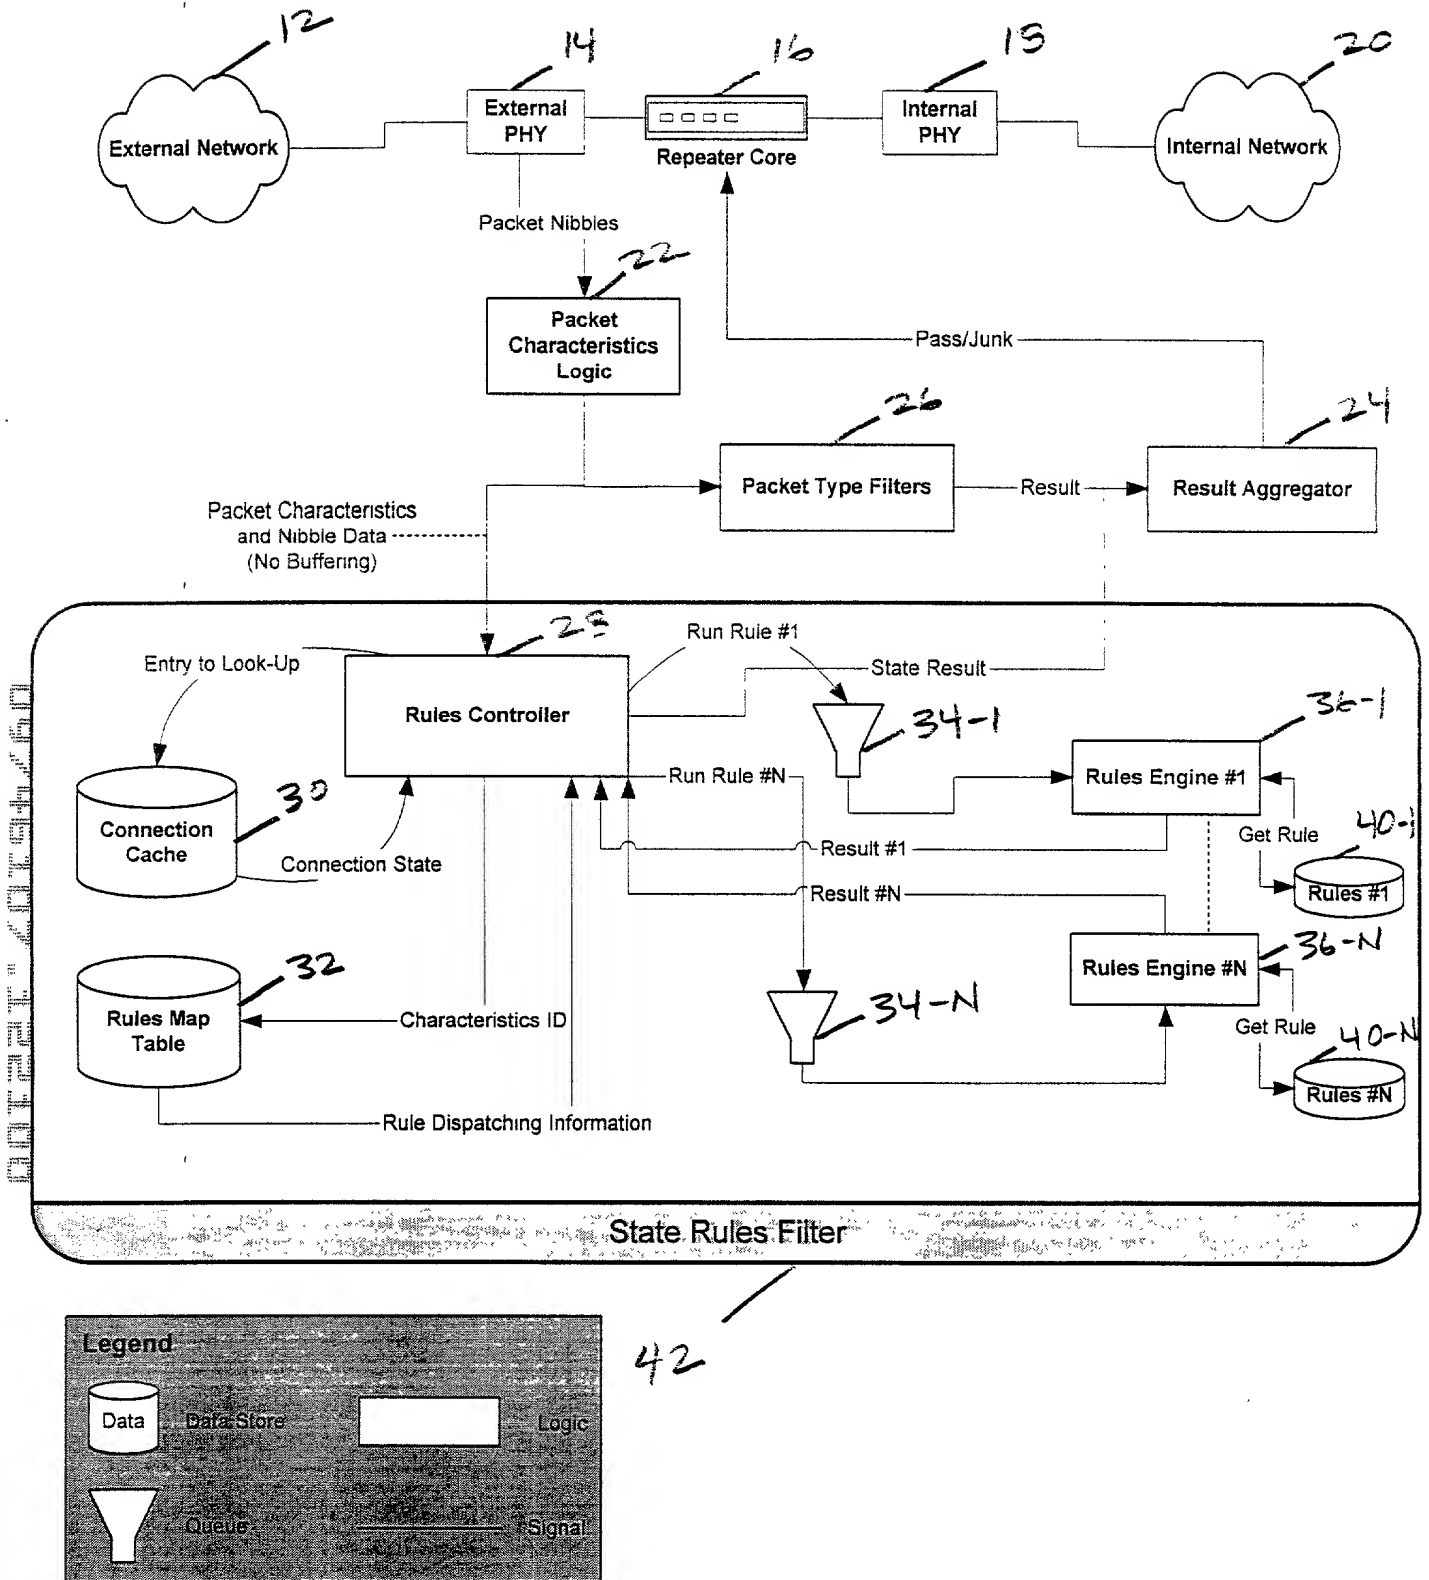 12
14
16
18
20
External Network
External
PHY
Repeater Core
Internal
PHY
Internal Network
Packet Nibbles
22
Packet
Characteristics
Logic
Pass/Junk
26
24
Packet Type Filters
Result
Result Aggregator
Packet Characteristics
and Nibble Data
(No Buffering)
28
Run Rule #1
Entry to Look-Up
State Result
Rules Controller
34-1
36-1
Run Rule #N
Rules Engine #1
30
Connection
Cache
Connection State
Result #1
Get Rule
40-1
Rules #1
Result #N
32
36-N
Rules Engine #N
34-N
Rules Map
Table
Characteristics ID
Get Rule
40-N
Rules #N
Rule Dispatching Information
State Rules Filter
42
Legend
Data
Data Store
Logic
Queue
Signal